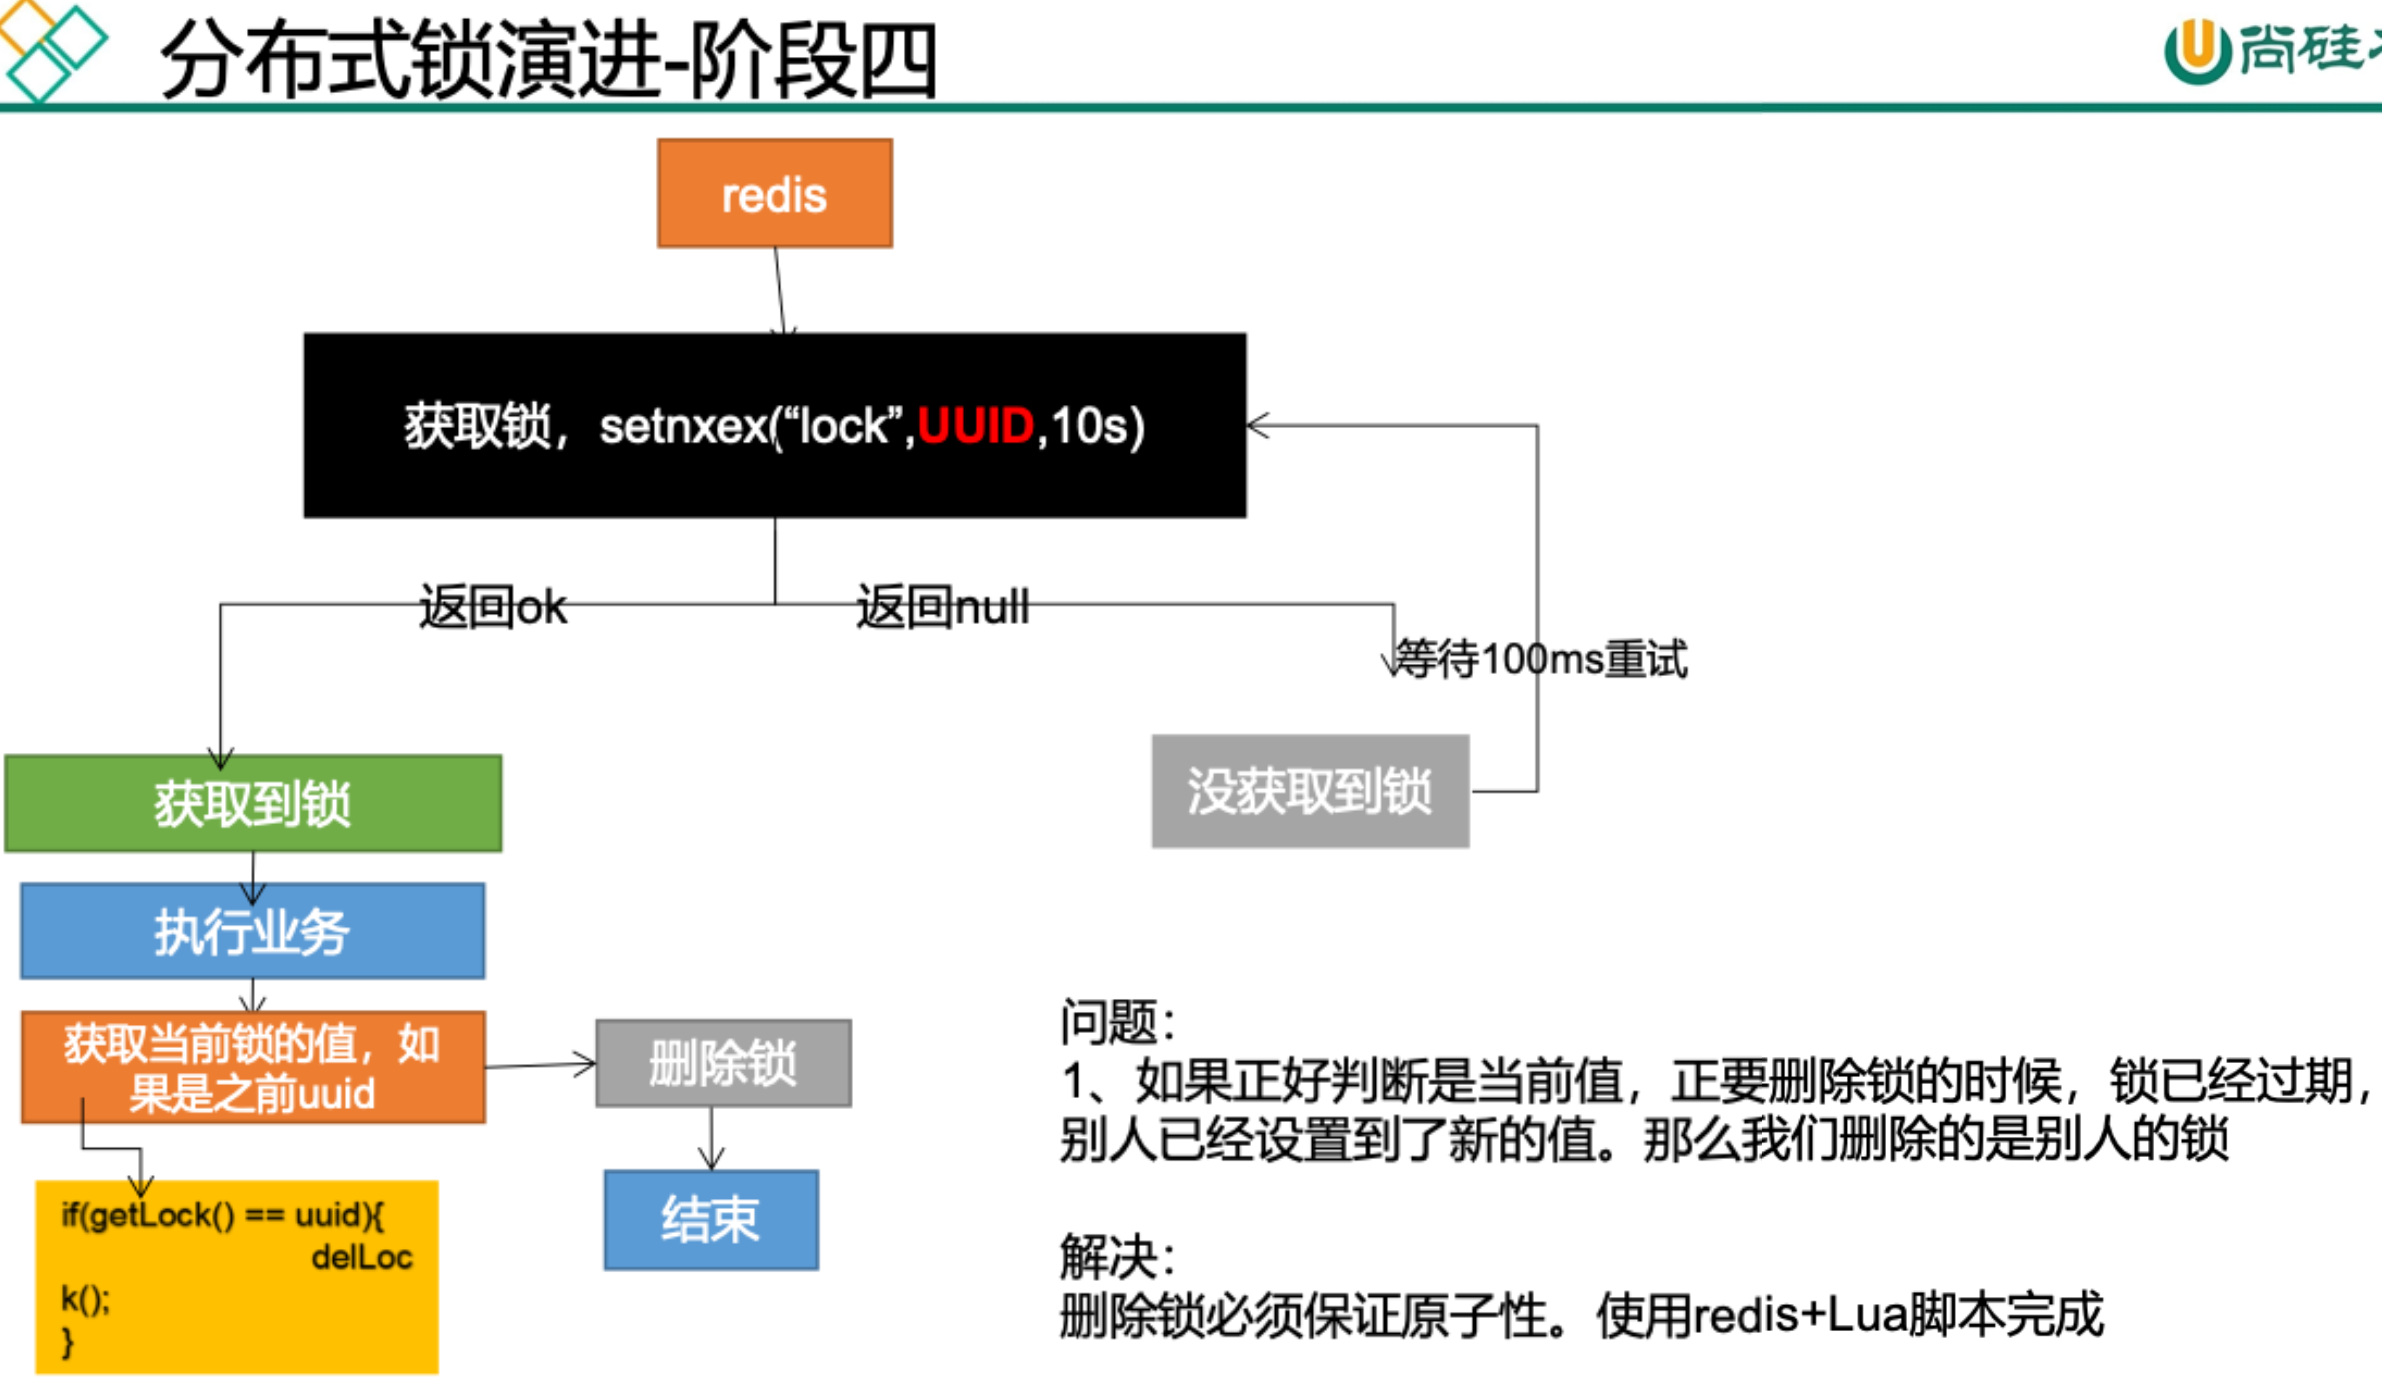 分布式锁演进-阶段四
尚硅
redis
获取锁，setnxex(“lock”,UUID,10s)
返回ok
返回null
等待100ms重试
获取到锁
没获取到锁
执行业务
获取当前锁的值，如
果是之前uuid
删除锁
结束
if(getLock() == uuid){
delLoc
k();
}
问题：
1、如果正好判断是当前值，正要删除锁的时候，锁已经过期，
别人已经设置到了新的值。那么我们删除的是别人的锁
解决：
删除锁必须保证原子性。使用redis+Lua脚本完成